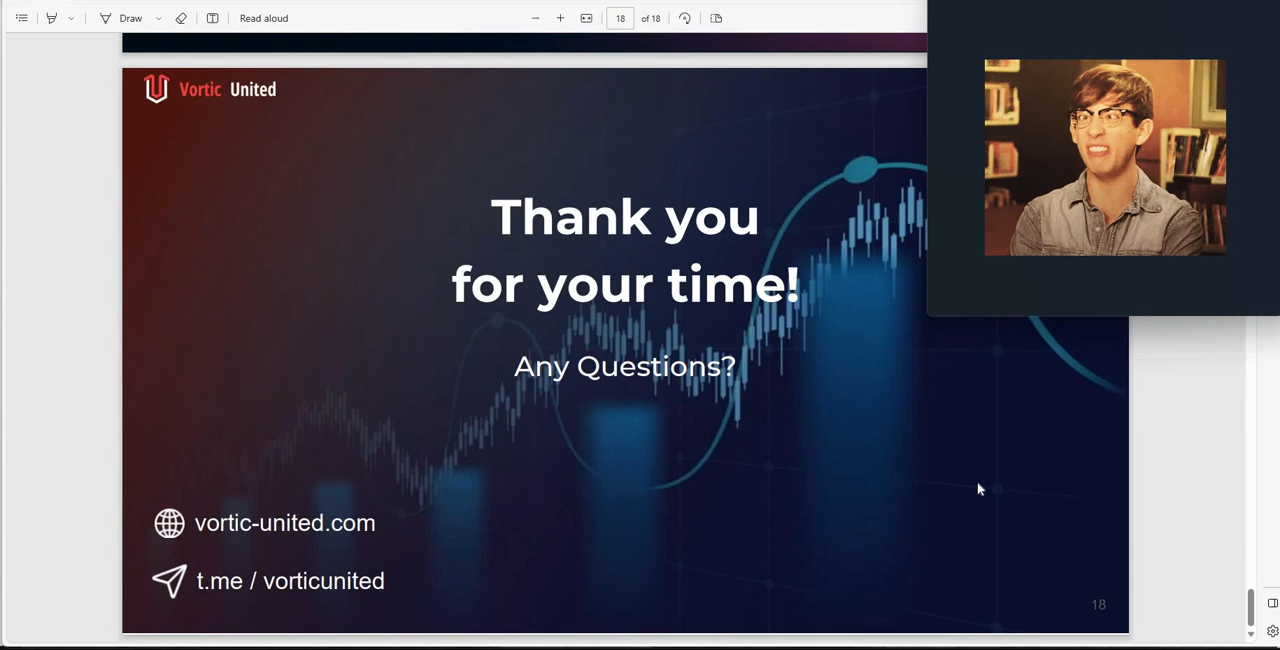 Draw
Read aloud
18
of 18
Vortic United
Thank you
for your time!
Any Questions?
vortic-united.com
t.me / vorticunited
18